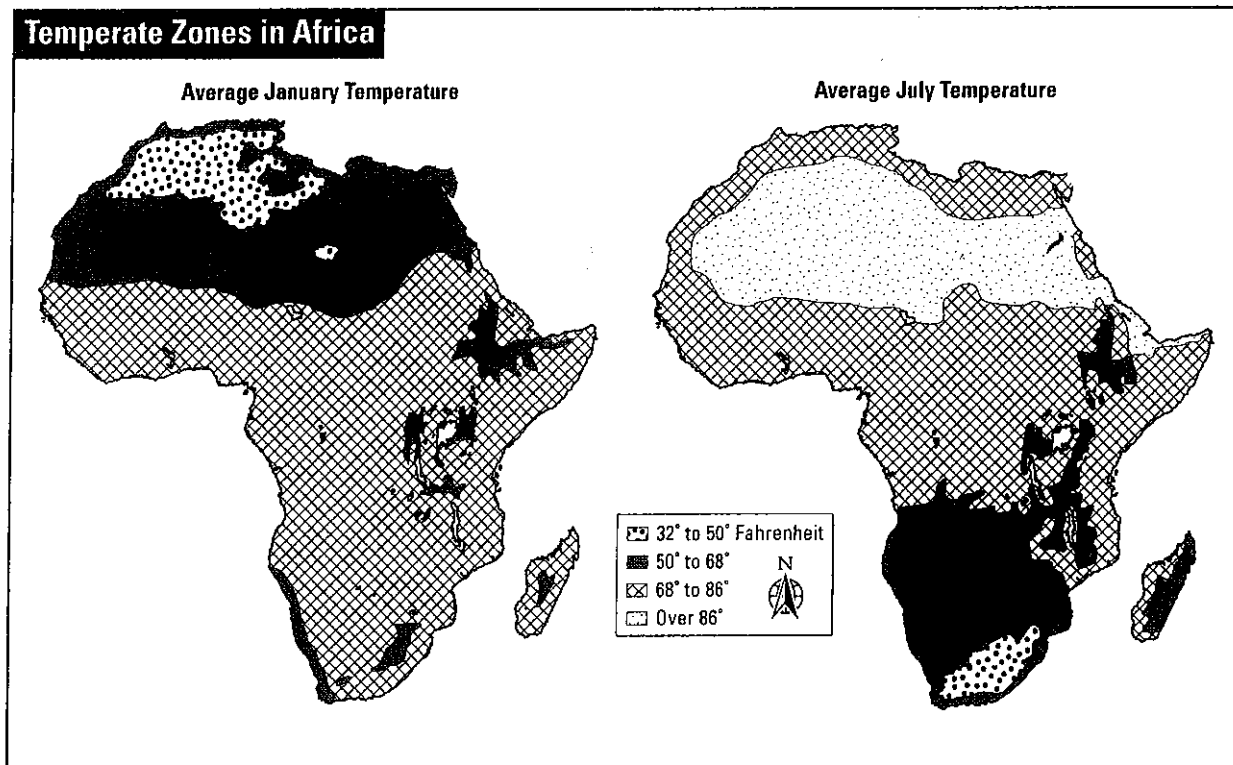 Temperate Zones in Africa
Average January Temperature
Average July Temperature
32° to 50° Fahrenheit
50° to 68°
68° to 86°
Over 86°
N